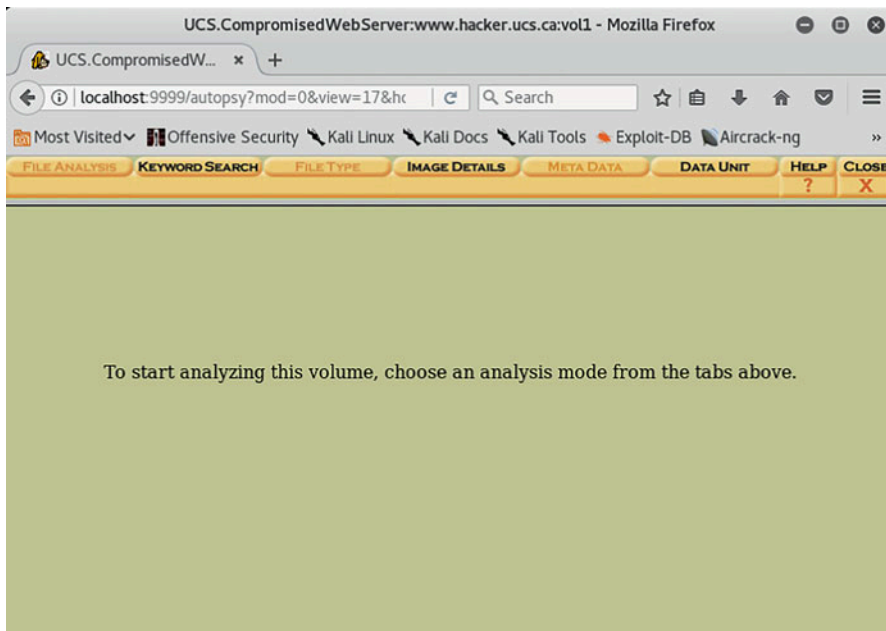 UCS.CompromisedWebServer:www.hacker.ucs.ca:vol1 - Mozilla Firefox
UCS.CompromisedW... × +
localhost:9999/autopsy?mod=0&view=17&hc Search
Most Visited Offensive Security Kali Linux Kali Docs Kali Tools Exploit-DB Aircrack-ng »
FILE ANALYSIS KEYWORD SEARCH FILE TYPE IMAGE DETAILS META DATA DATA UNIT HELP CLOSE
? X
To start analyzing this volume, choose an analysis mode from the tabs above.